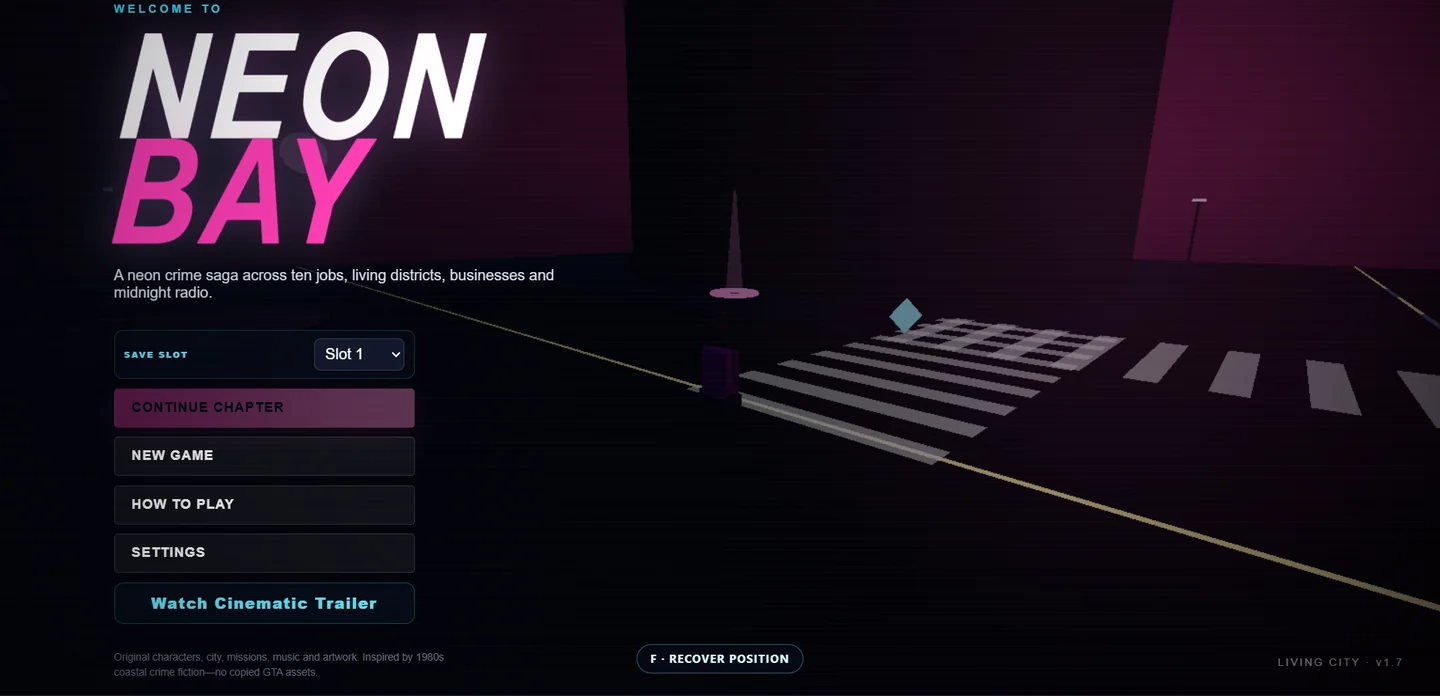 WELCOME TO
NEON
BAY
A neon crime saga across ten jobs, living districts, businesses and
midnight radio.
SAVE SLOT
Slot 1
CONTINUE CHAPTER
NEW GAME
HOW TO PLAY
SETTINGS
Watch Cinematic Trailer
Original characters, city, missions, music and artwork. Inspired by 1980s
coastal crime fiction—no copied GTA assets.
F · RECOVER POSITION
LIVING CITY · v1.7